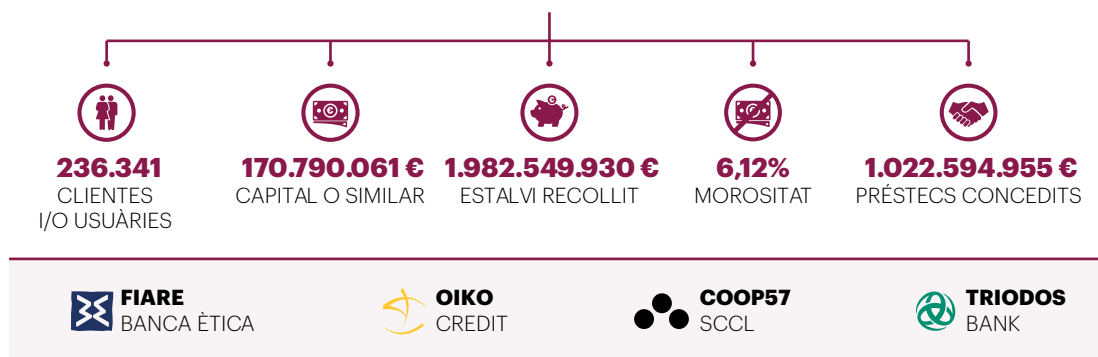 236.341
CLIENTES
I/O USUÀRIES
170.790.061 €
CAPITAL O SIMILAR
1.982.549.930 €
ESTALVI RECOLLIT
6,12%
MOROSITAT
1.022.594.955 €
PRÉSTECS CONCEDITS
FIARE
BANCA ÈTICA
OIKO
CREDIT
COOP57
SCCL
TRIODOS
BANK